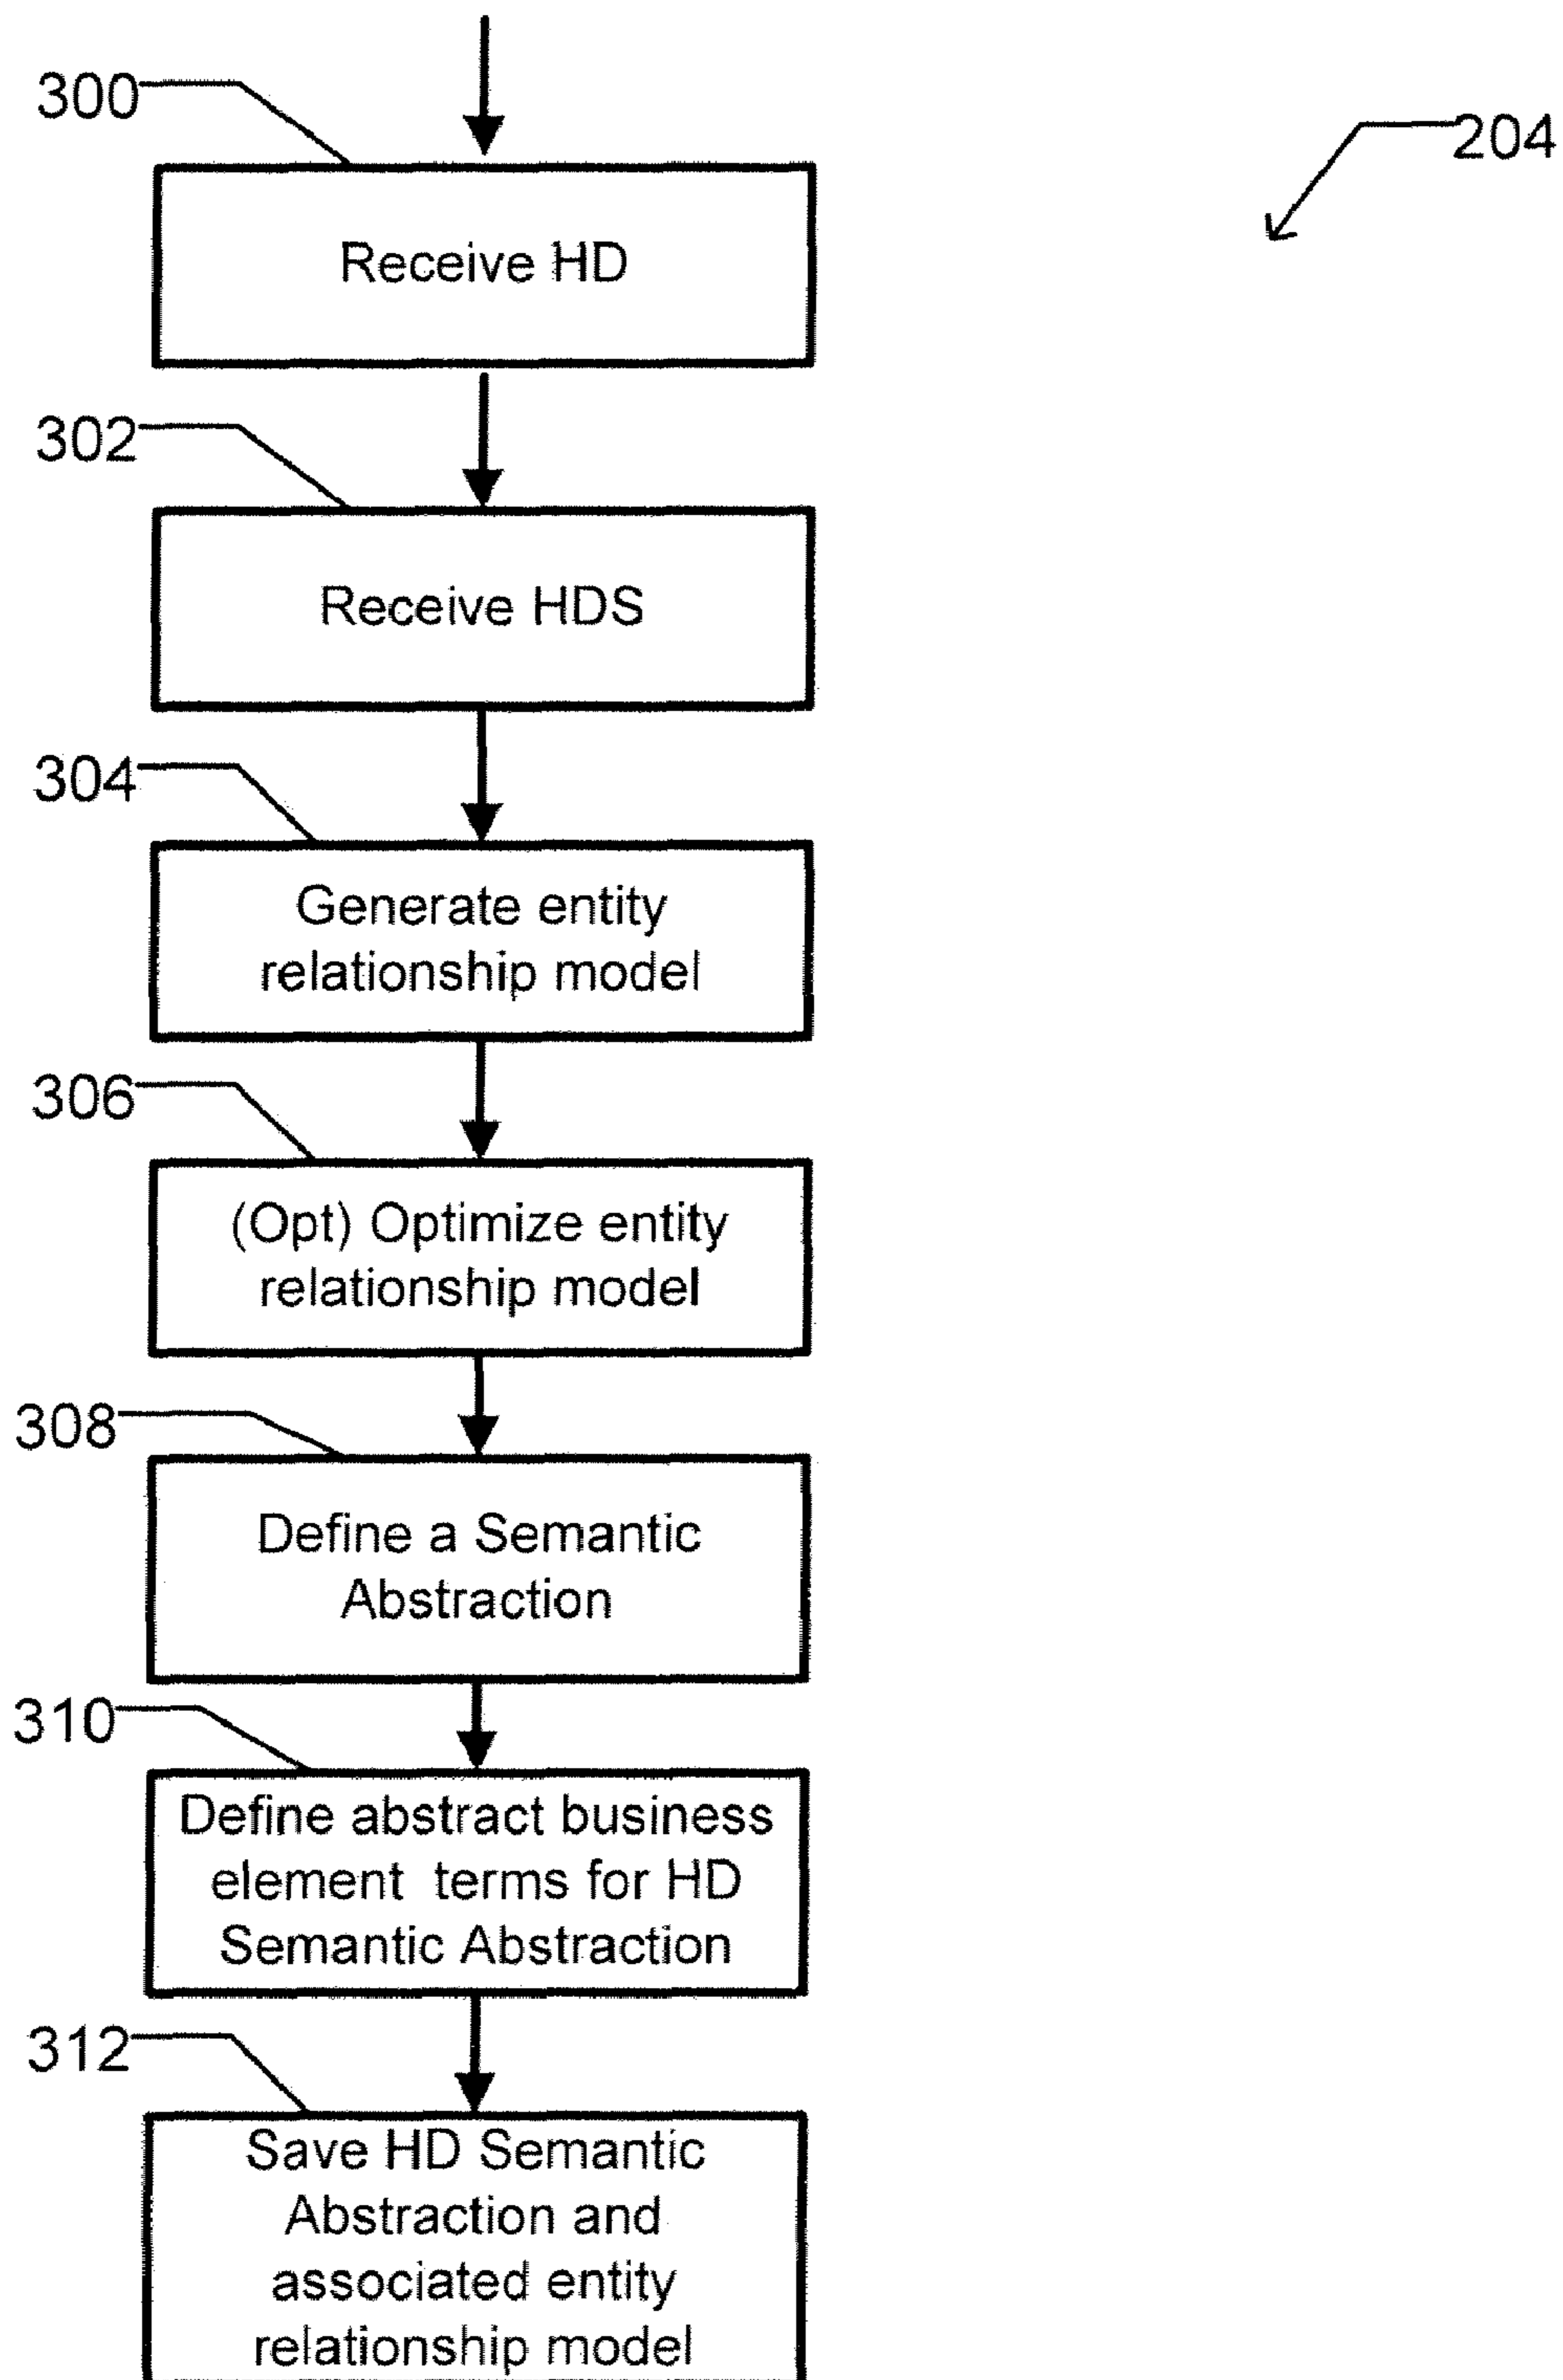 300
204
Receive HD
302
Receive HDS
304
Generate entity
relationship model
306
(Opt) Optimize entity
relationship model
308
Define a Semantic
Abstraction
310
Define abstract business
element terms for HD
Semantic Abstraction
312
Save HD Semantic
Abstraction and
associated entity
relationship model